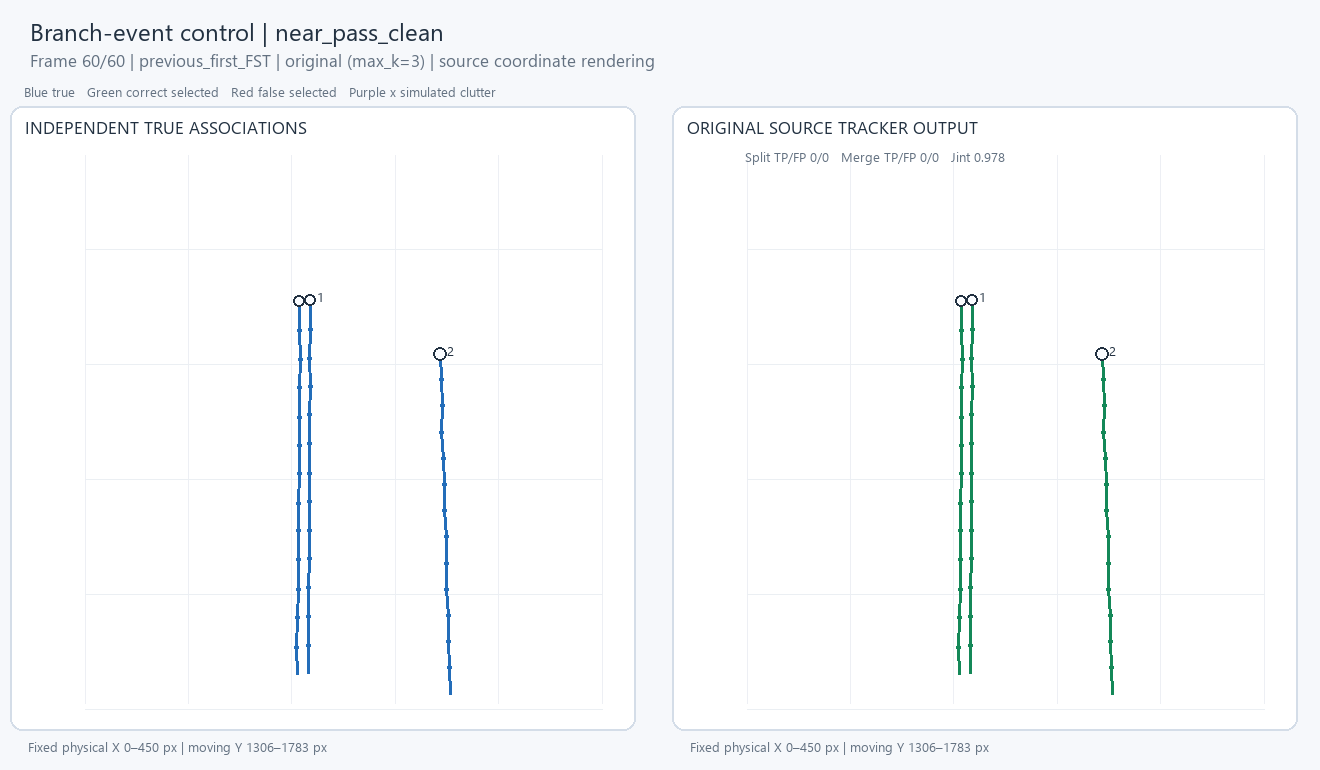 Branch-event control | near_pass_clean
Frame 60/60 | previous_first_FST | original (max_k=3) | source coordinate rendering
Blue true   Green correct selected   Red false selected   Purple x simulated clutter
INDEPENDENT TRUE ASSOCIATIONS
1
2
Fixed physical X 0–450 px | moving Y 1306–1783 px
ORIGINAL SOURCE TRACKER OUTPUT
Split TP/FP 0/0   Merge TP/FP 0/0   Jint 0.978
1
2
Fixed physical X 0–450 px | moving Y 1306–1783 px